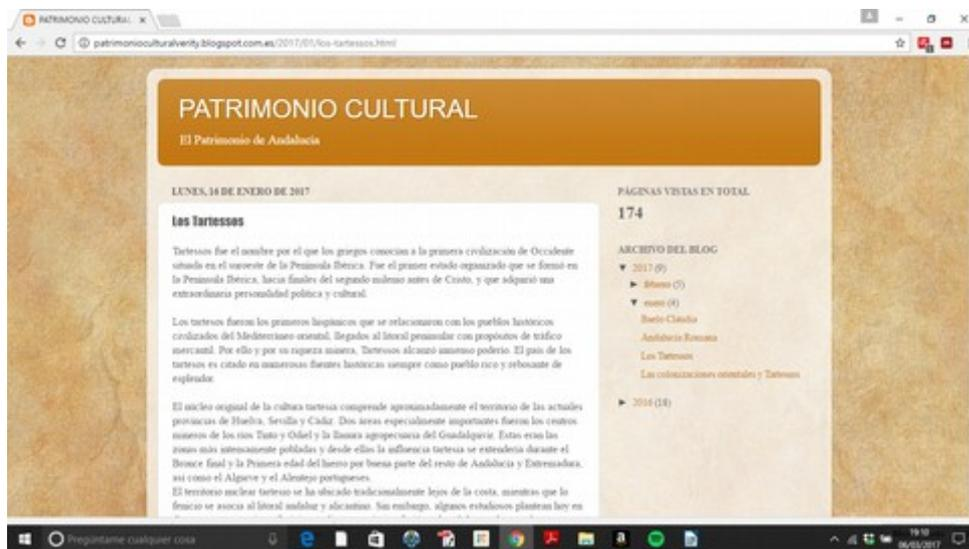 PATRIMONIO CULTURAL
patrimonioculturalverity.blogspot.com.es/2017/01/los-tartessos.html
PATRIMONIO CULTURAL
El Patrimonio de Andalucía
LUNES, 16 DE ENERO DE 2017
Los Tartessos
Tartessos fue el nombre por el que los griegos conocían a la primera civilización de Occidente
situada en el suroeste de la Península Ibérica. Fue el primer estado organizado que se formó en
la Península Ibérica, hacia finales del segundo milenio antes de Cristo, y que adquirió una
extraordinaria personalidad política y cultural.
Los tartesos fueron los primeros hispánicos que se relacionaron con los pueblos históricos
civilizados del Mediterráneo oriental, llegados al litoral peninsular con propósitos de tráfico
mercantil. Por ello y por su riqueza minera, Tartessos alcanzó inmenso poderío. El país de los
tartesos es citado en numerosas fuentes históricas siempre como pueblo rico y rebosante de
esplendor.
El núcleo original de la cultura tartesia comprende aproximadamente el territorio de las actuales
provincias de Huelva, Sevilla y Cádiz. Dos áreas especialmente importantes fueron los centros
mineros de los ríos Tinto y Odiel y la llanura agropecuaria del Guadalquivir. Estas eran las
zonas más intensamente pobladas y desde ellas la influencia tartesia se extendería durante el
Bronce final y la Primera edad del hierro por buena parte del resto de Andalucía y Extremadura,
así como el Algarve y el Alentejo portugueses.
El territorio nuclear tartesio se ha ubicado tradicionalmente lejos de la costa, mientras que lo
fenicio se asocia al litoral andaluz y alicantino. Sin embargo, algunos estudiosos plantean hoy en
PÁGINAS VISTAS EN TOTAL
174
ARCHIVO DEL BLOG
▼ 2017 (9)
► febrero (5)
▼ enero (4)
Baelo Claudia
Andalucía Romana
Los Tartessos
Las colonizaciones orientales y Tartessos
► 2016 (18)
Pregúntame cualquier cosa
19:10
06/03/2017